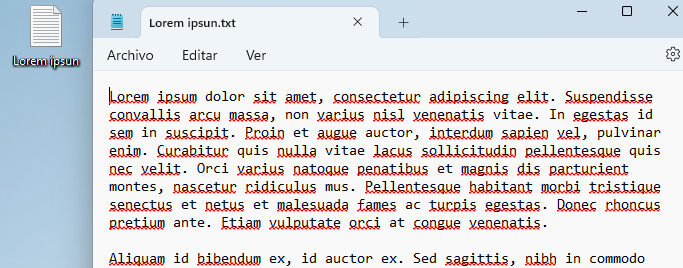 Lorem ipsun.txt
Lorem ipsun
Archivo Editar Ver
Lorem ipsum dolor sit amet, consectetur adipiscing elit. Suspendisse
convallis arcu massa, non varius nisl venenatis vitae. In egestas id
sem in suscipit. Proin et augue auctor, interdum sapien vel, pulvinar
enim. Curabitur quis nulla vitae lacus sollicitudin pellentesque quis
nec velit. Orci varius natoque penatibus et magnis dis parturient
montes, nascetur ridiculus mus. Pellentesque habitant morbi tristique
senectus et netus et malesuada fames ac turpis egestas. Donec rhoncus
pretium ante. Etiam vulputate orci at congue venenatis.
Aliquam id bibendum ex, id auctor ex. Sed sagittis, nibh in commodo